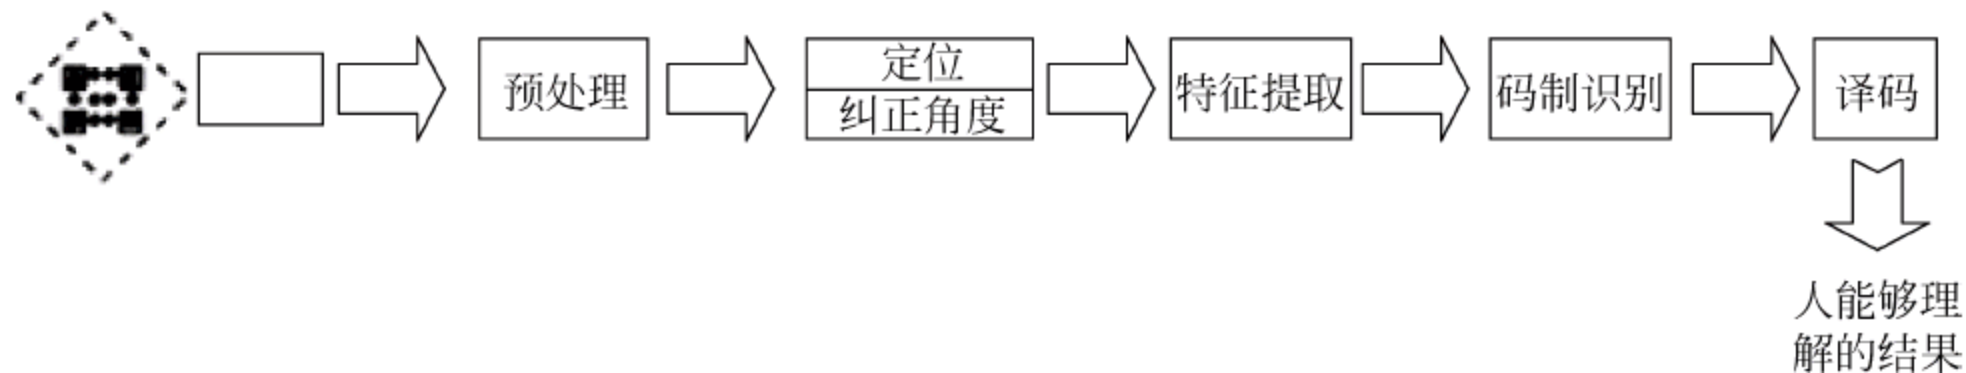 预处理
定位
纠正角度
特征提取
码制识别
译码
人能够理
解的结果